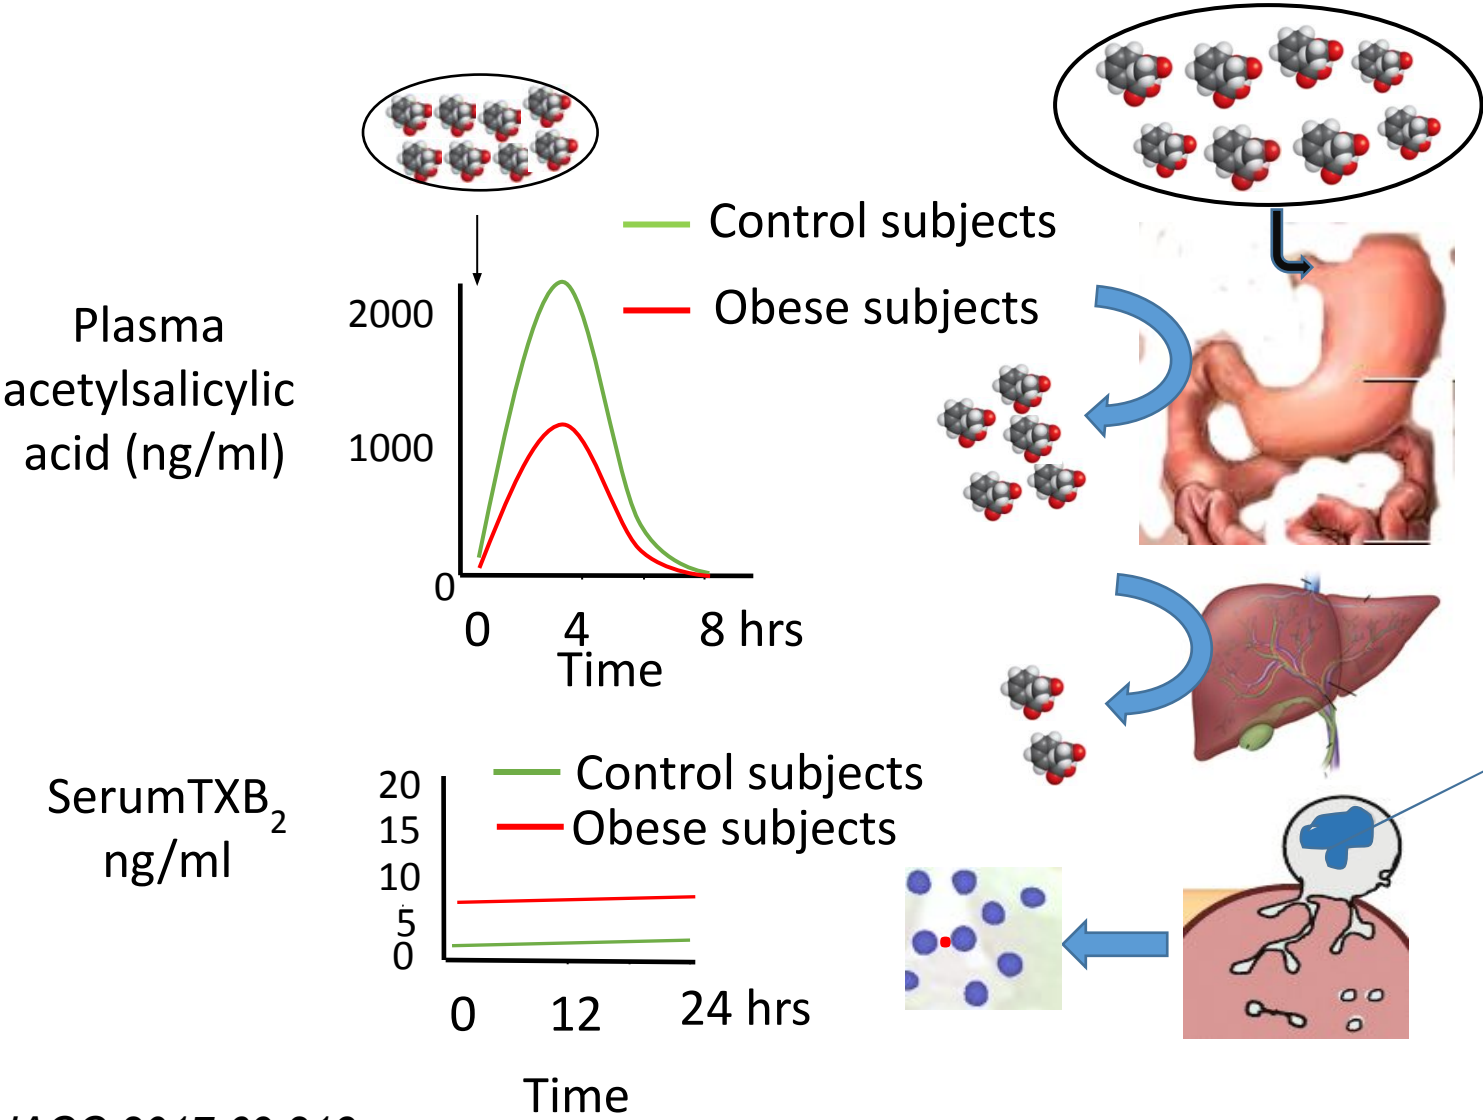 Control subjects
Obese subjects
Plasma
acetylsalicylic
acid (ng/ml)
2000
1000
0
0 4 8 hrs
Time
SerumTXB2
ng/ml
Control subjects
Obese subjects
20
15
10
5
0
0 12 24 hrs
Time